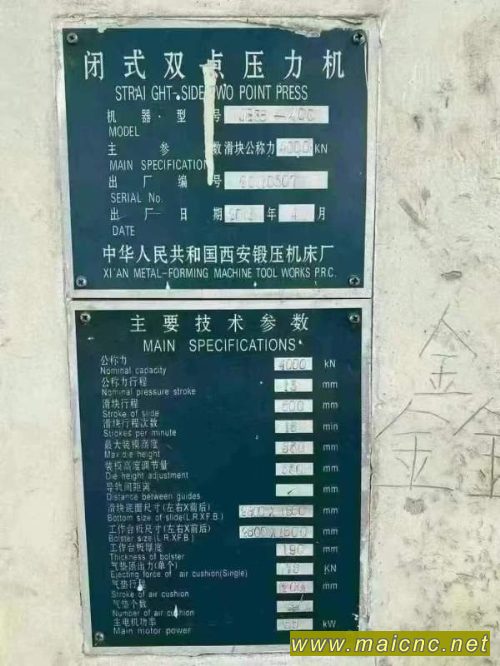 闭式双点压力机
STRAIGHT-SIDE TWO POINT PRESS
机器·型号
MODEL
主参数滑块公称力 4000 KN
MAIN SPECIFICATION
出厂编号
SERIAL No.
出厂日期 年 月
DATE
中华人民共和国西安锻压机床厂
XI'AN METAL-FORMING MACHINE TOOL WORKS P.R.C.
主要技术参数
MAIN SPECIFICATIONS
公称力 4000 kN
Nominal capacity
公称力行程 13 mm
Nominal pressure stroke
滑块行程 mm
Stroke of slide
滑块行程次数 min
Strokes per minute
最大装模高度 mm
Max die height
装模高度调节量 mm
Die height adjustment
导轨间距离 mm
Distance between guides
滑块底面尺寸(左右X前后) mm
Bottom size of slide(L.R.X.F.B.)
工作台板尺寸(左右X前后) mm
Bolster size(L.R.X.F.B.)
工作台板厚度 190 mm
Thickness of bolster
气垫顶出力(单个) KN
Ejecting force of air cushion(Single)
气垫行程 mm
Stroke of air cushion
气垫个数
Number of air cushion
主电机功率 kW
Main motor power
金
金 金
www.maicnc.net